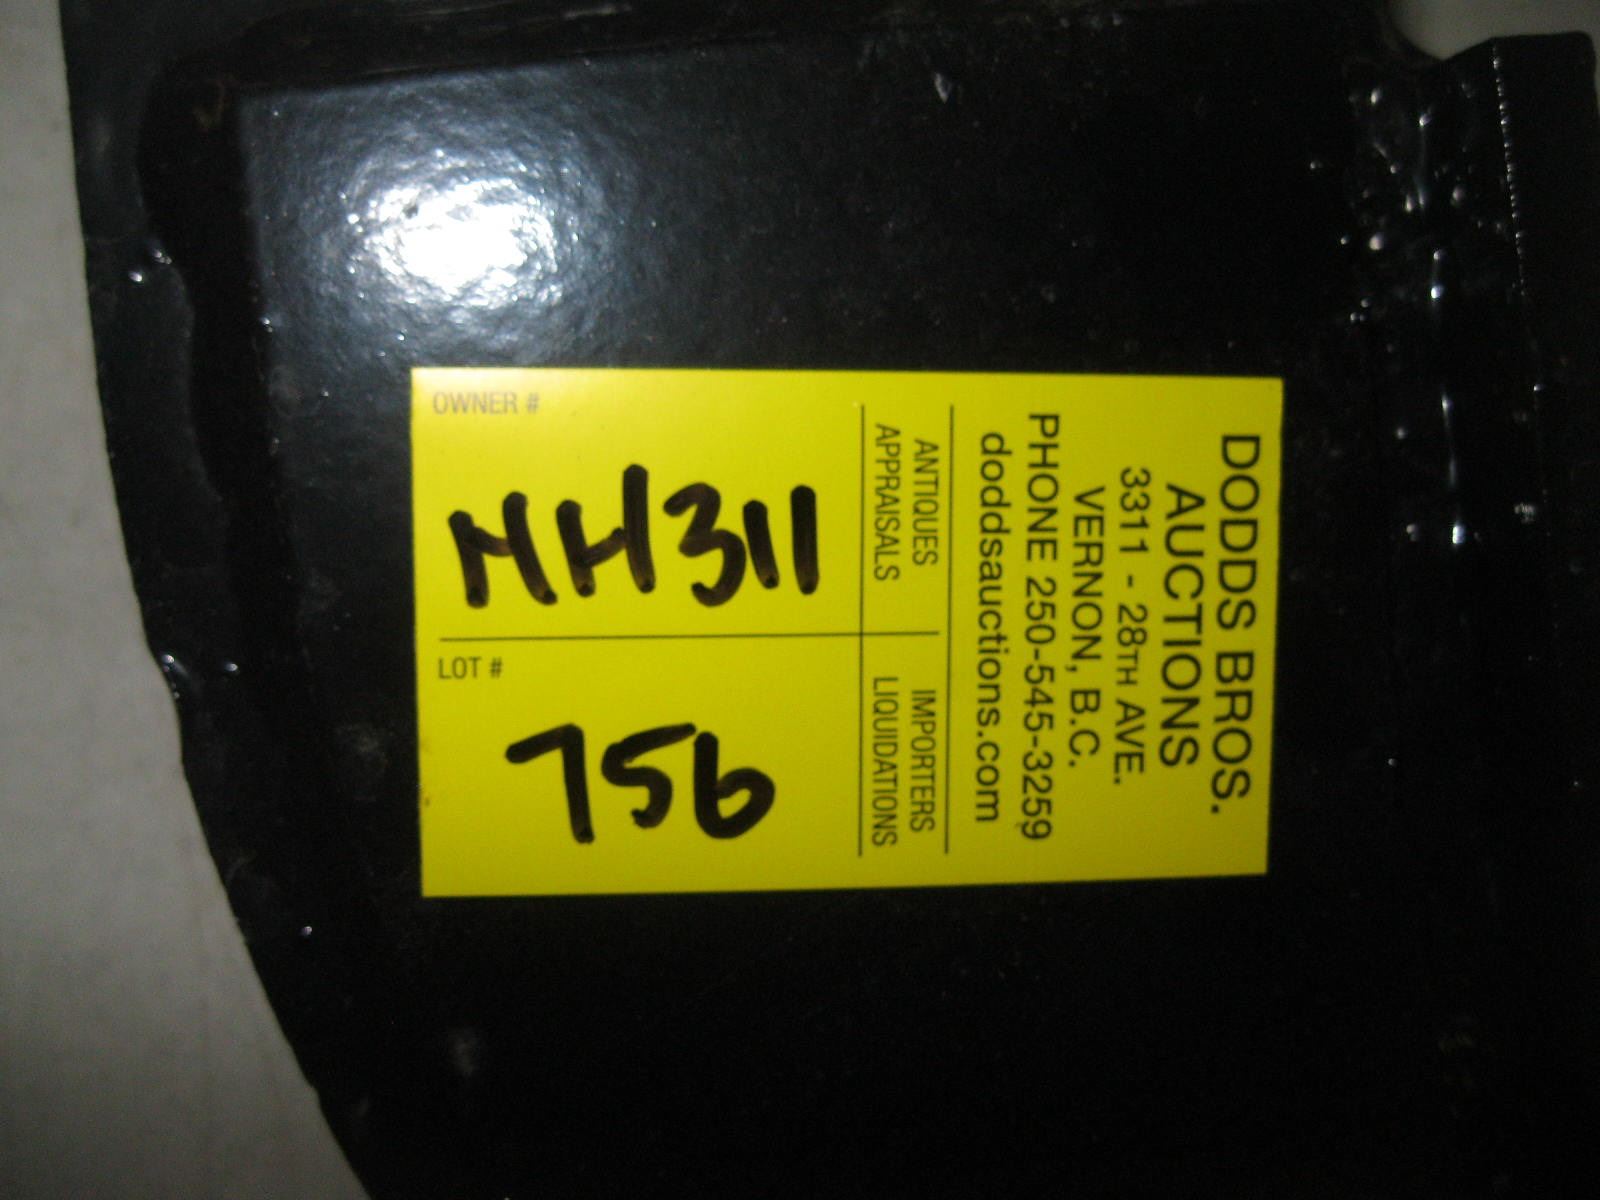 DODDS BROS.
AUCTIONS
3311 - 28TH AVE.
VERNON, B.C.
PHONE 250-545-3259
doddsauctions.com
ANTIQUES
APPRAISALS
IMPORTERS
LIQUIDATIONS
OWNER #
MH311
LOT #
756